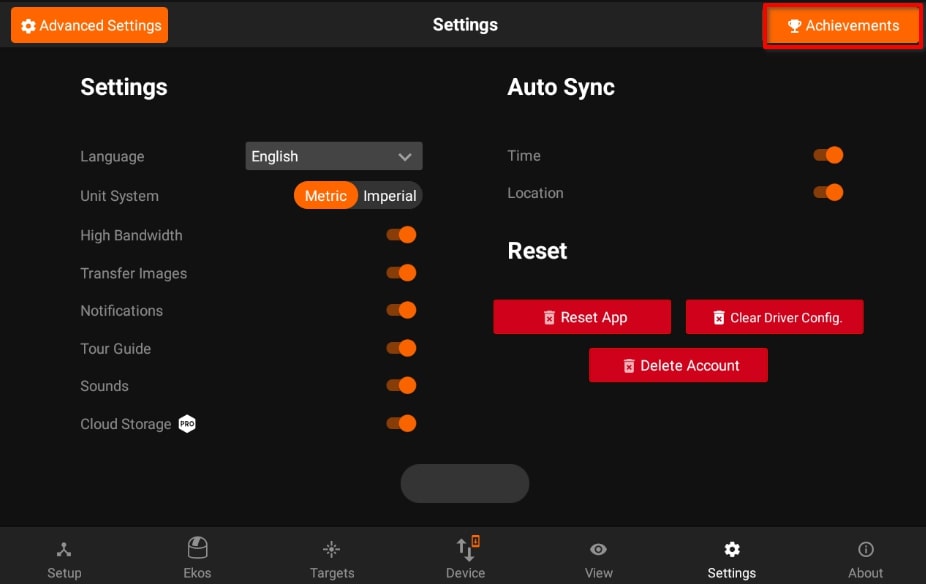 Advanced Settings
Settings
Achievements
Settings
Language
English
Unit System
Metric
Imperial
High Bandwidth
Transfer Images
Notifications
Tour Guide
Sounds
Cloud Storage PRO
Auto Sync
Time
Location
Reset
Reset App
Clear Driver Config.
Delete Account
Setup
Ekos
Targets
Device
View
Settings
About